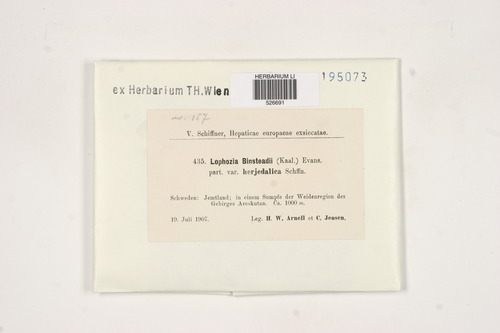 ex Herbarium TH.Wien
HERBARIUM LI
526691
195073
V. Schiffner, Hepaticae europaeae exsiccatae.
435. Lophozia Binsteadii (Kaal.) Evans.
part. var. herjedalica Schffn.
Schweden: Jemtland; in einem Sumpfe der Weidenregion des
Gebirges Areskutan. Ca. 1000 m.
19. Juli 1907. Leg. H. W. Arnell et C. Jensen.